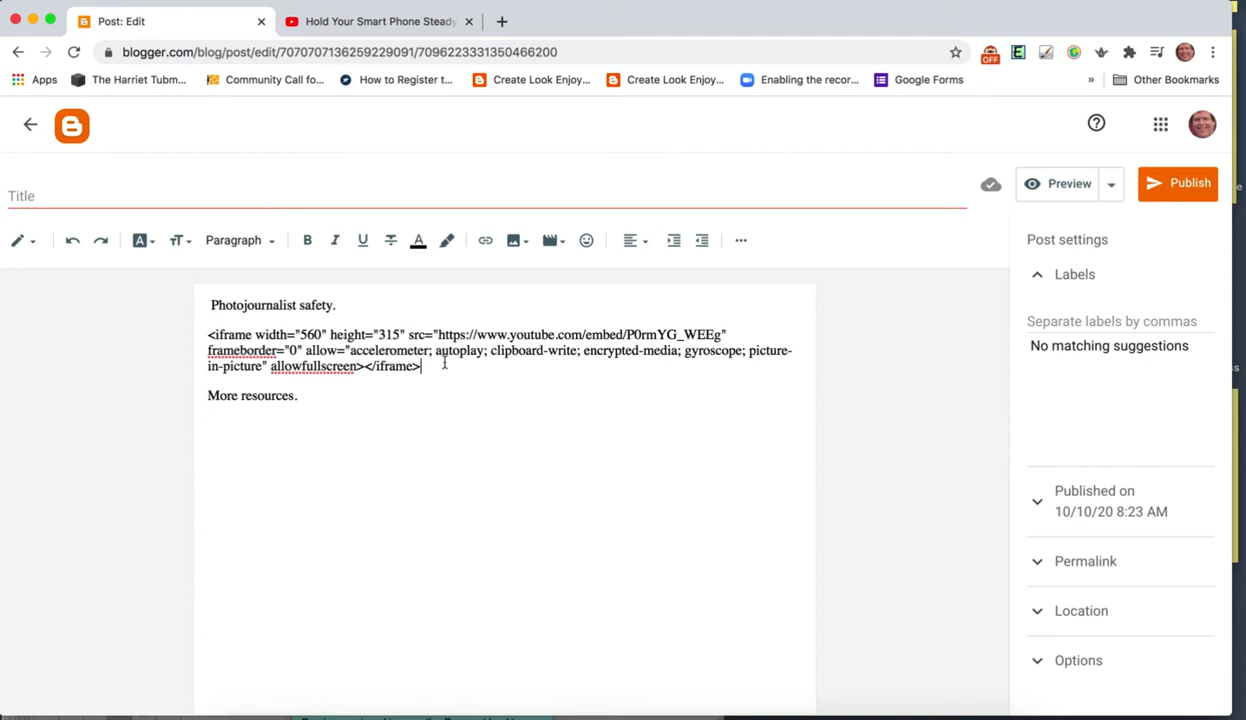 Post: Edit
Hold Your Smart Phone Steady
blogger.com/blog/post/edit/7070707136259229091/7096223331350466200
OFF
Apps
The Harriet Tubm...
Community Call fo...
How to Register t...
Create Look Enjoy...
Create Look Enjoy...
Enabling the recor...
Google Forms
»
Other Bookmarks
Title
Preview
Publish
Paragraph
B
I
U
A
Post settings
Labels
Separate labels by commas
No matching suggestions
Photojournalist safety.
<iframe width="560" height="315" src="https://www.youtube.com/embed/P0rmYG_WEEg"
frameborder="0" allow="accelerometer; autoplay; clipboard-write; encrypted-media; gyroscope; picture-
in-picture" allowfullscreen></iframe>
More resources.
Published on
10/10/20 8:23 AM
Permalink
Location
Options